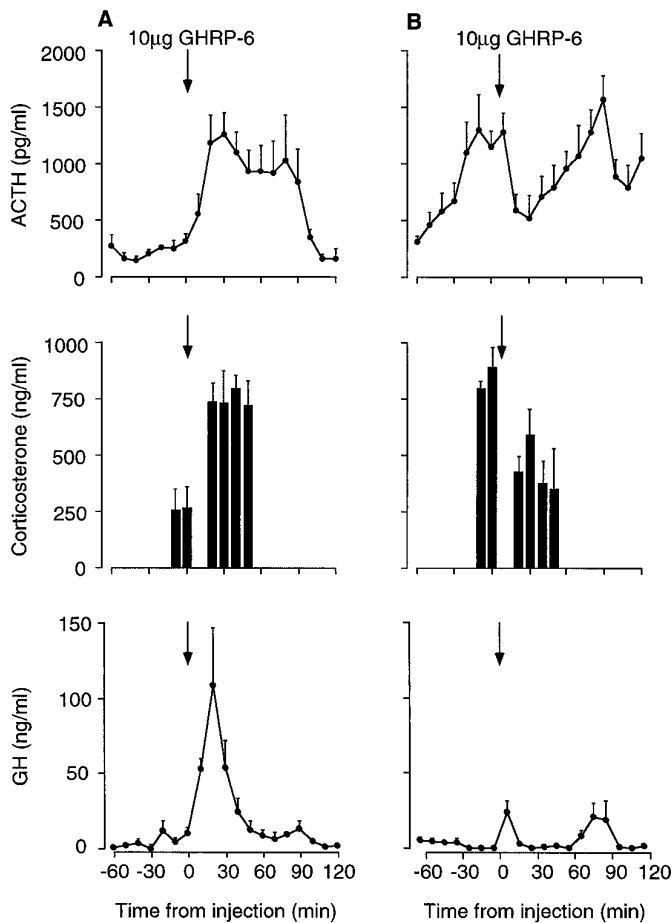 A
B
10μg GHRP-6
10μg GHRP-6
ACTH (pg/ml)
2000
1500
1000
500
0
Corticosterone (ng/ml)
1000
750
500
250
0
GH (ng/ml)
150
100
50
0
-60 -30 0 30 60 90 120
-60 -30 0 30 60 90 120
Time from injection (min)
Time from injection (min)